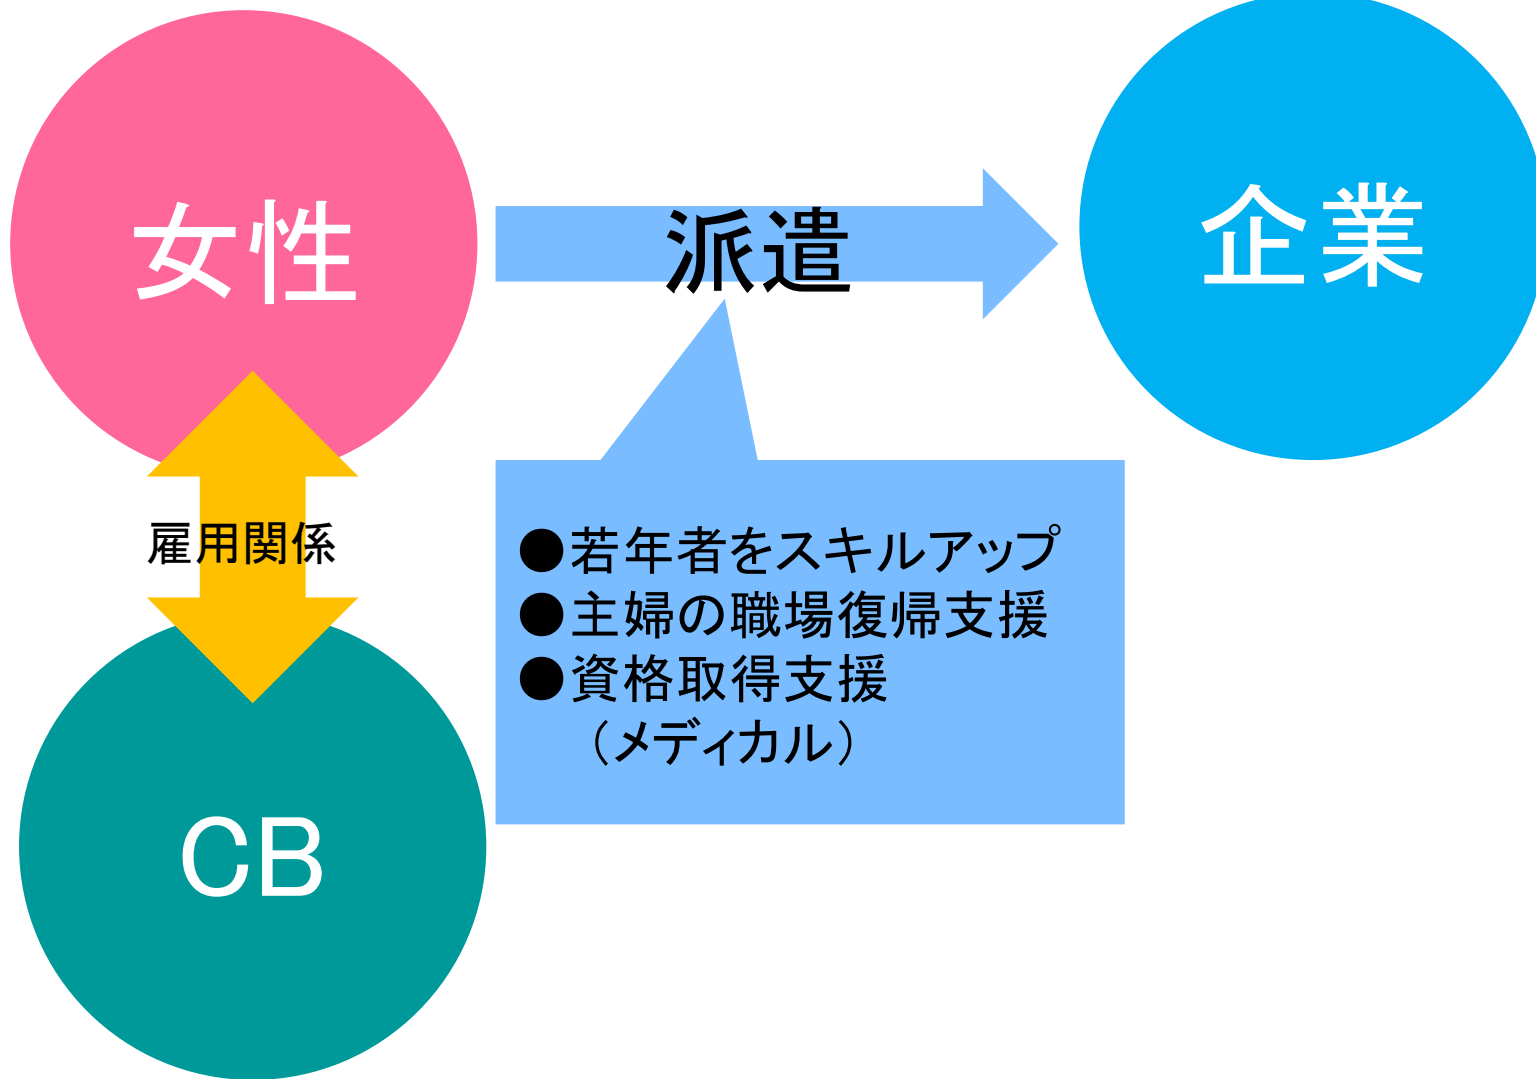 女性
派遣
企業
雇用関係
●若年者をスキルアップ
●主婦の職場復帰支援
●資格取得支援
（メディカル）
CB